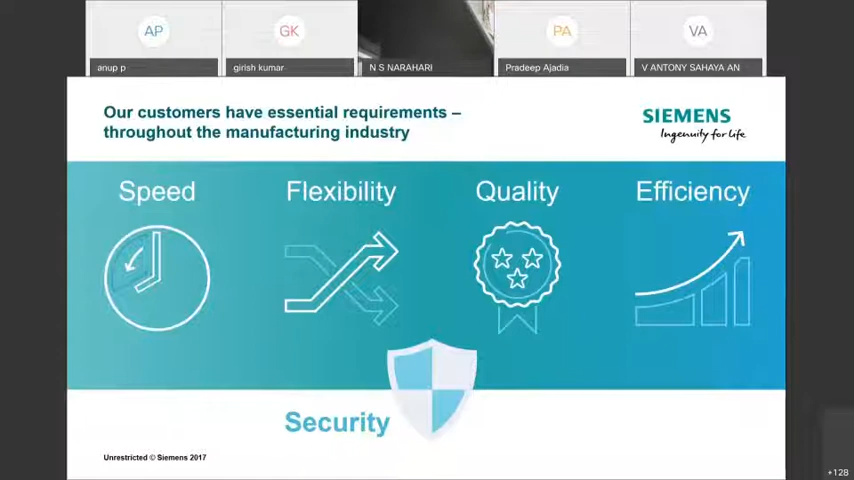 AP
GK
PA
VA
anup p
girish kumar
N S NARAHARI
Pradeep Ajadia
V ANTONY SAHAYA AN
Our customers have essential requirements –
throughout the manufacturing industry
SIEMENS
Ingenuity for life
Speed
Flexibility
Quality
Efficiency
Security
Unrestricted © Siemens 2017
+128